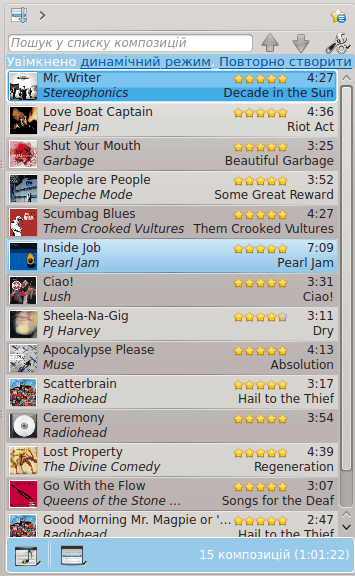 Пошук у списку композицій
Увімкнено динамічний режим. Повторно створити
Mr. Writer 4:27
Stereophonics Decade in the Sun
Love Boat Captain 4:36
Pearl Jam Riot Act
Shut Your Mouth 3:25
Garbage Beautiful Garbage
People are People 3:52
Depeche Mode Some Great Reward
Scumbag Blues 4:27
Them Crooked Vultures Them Crooked Vultures
Inside Job 7:09
Pearl Jam Pearl Jam
Ciao! 3:31
Lush Ciao!
Sheela-Na-Gig 3:11
PJ Harvey Dry
Apocalypse Please 4:13
Muse Absolution
Scatterbrain 3:17
Radiohead Hail to the Thief
Ceremony 3:54
Radiohead
Lost Property 4:39
The Divine Comedy Regeneration
Go With the Flow 3:07
Queens of the Stone ... Songs for the Deaf
Good Morning Mr. Magpie or '... 2:47
Radiohead Hail to the Thief
15 композицій (1:01:22)